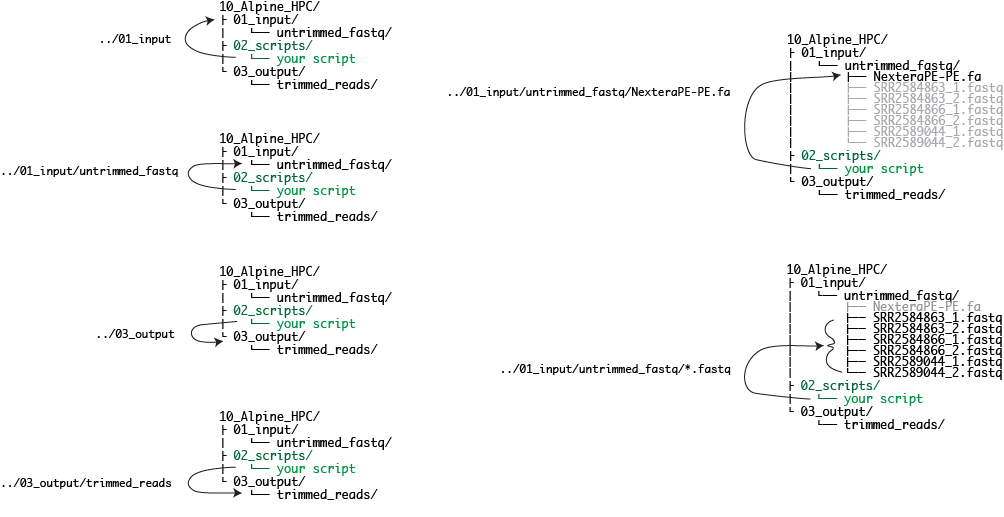 10_Alpine_HPC/
├ 01_input/
│ └── untrimmed_fastq/
├ 02_scripts/
│ └── your script
└ 03_output/
└── trimmed_reads/
../01_input
10_Alpine_HPC/
├ 01_input/
│ └── untrimmed_fastq/
├ 02_scripts/
│ └── your script
└ 03_output/
└── trimmed_reads/
../01_input/untrimmed_fastq
10_Alpine_HPC/
├ 01_input/
│ └── untrimmed_fastq/
├ 02_scripts/
│ └── your script
└ 03_output/
└── trimmed_reads/
../03_output
10_Alpine_HPC/
├ 01_input/
│ └── untrimmed_fastq/
├ 02_scripts/
│ └── your script
└ 03_output/
└── trimmed_reads/
../03_output/trimmed_reads
10_Alpine_HPC/
├ 01_input/
│ └── untrimmed_fastq/
│ ├── NexteraPE-PE.fa
│ ├── SRR2584863_1.fastq
│ ├── SRR2584863_2.fastq
│ ├── SRR2584866_1.fastq
│ ├── SRR2584866_2.fastq
│ ├── SRR2589044_1.fastq
│ └── SRR2589044_2.fastq
├ 02_scripts/
│ └── your script
└ 03_output/
└── trimmed_reads/
../01_input/untrimmed_fastq/NexteraPE-PE.fa
10_Alpine_HPC/
├ 01_input/
│ └── untrimmed_fastq/
│ ├── NexteraPE-PE.fa
│ ├── SRR2584863_1.fastq
│ ├── SRR2584863_2.fastq
│ ├── SRR2584866_1.fastq
│ ├── SRR2584866_2.fastq
│ ├── SRR2589044_1.fastq
│ └── SRR2589044_2.fastq
├ 02_scripts/
│ └── your script
└ 03_output/
└── trimmed_reads/
../01_input/untrimmed_fastq/*.fastq